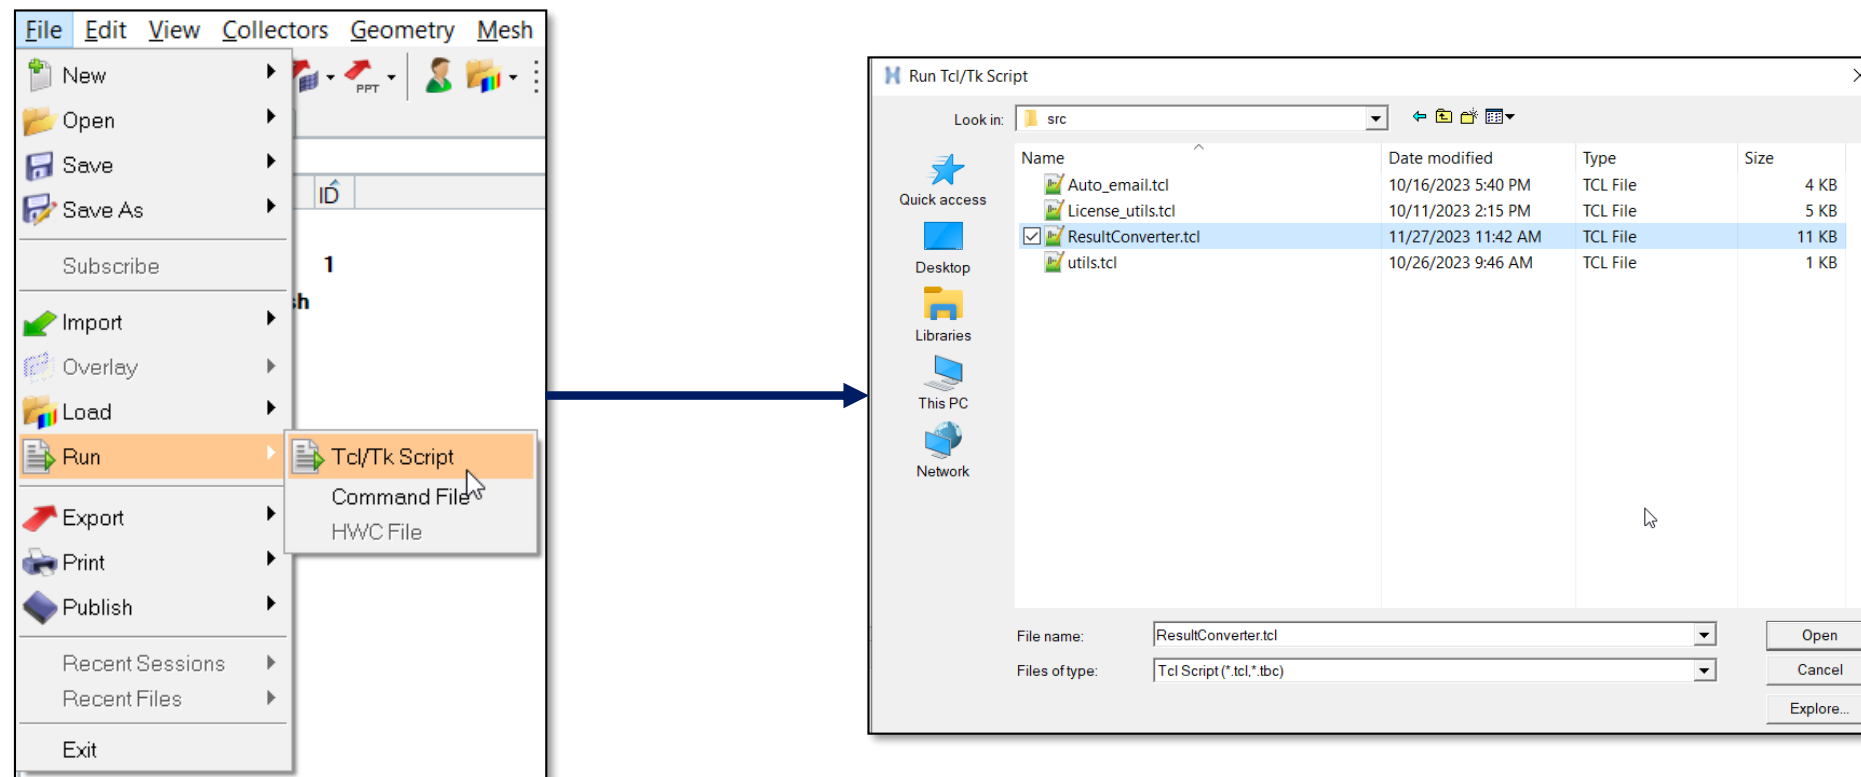 File Edit View Collectors Geometry Mesh
New
PPT
Open
Save
ID
Save As
Subscribe
1
Import
Overlay
Load
Run
Tcl/Tk Script
Command File
HWC File
Export
Print
Publish
Recent Sessions
Recent Files
Exit
Run Tcl/Tk Script
Look in: src
Name Date modified Type Size
Auto_email.tcl 10/16/2023 5:40 PM TCL File 4 KB
License_utils.tcl 10/11/2023 2:15 PM TCL File 5 KB
ResultConverter.tcl 11/27/2023 11:42 AM TCL File 11 KB
utils.tcl 10/26/2023 9:46 AM TCL File 1 KB
Quick access
Desktop
Libraries
This PC
Network
File name: ResultConverter.tcl Open
Files of type: Tcl Script (*.tcl,*.tbc) Cancel
Explore...